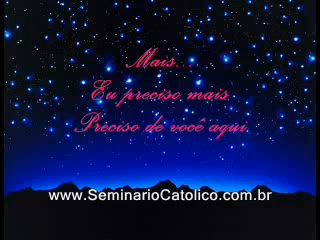 Mais...
Eu preciso mais
Preciso de você aqui
www.SeminarioCatolico.com.br